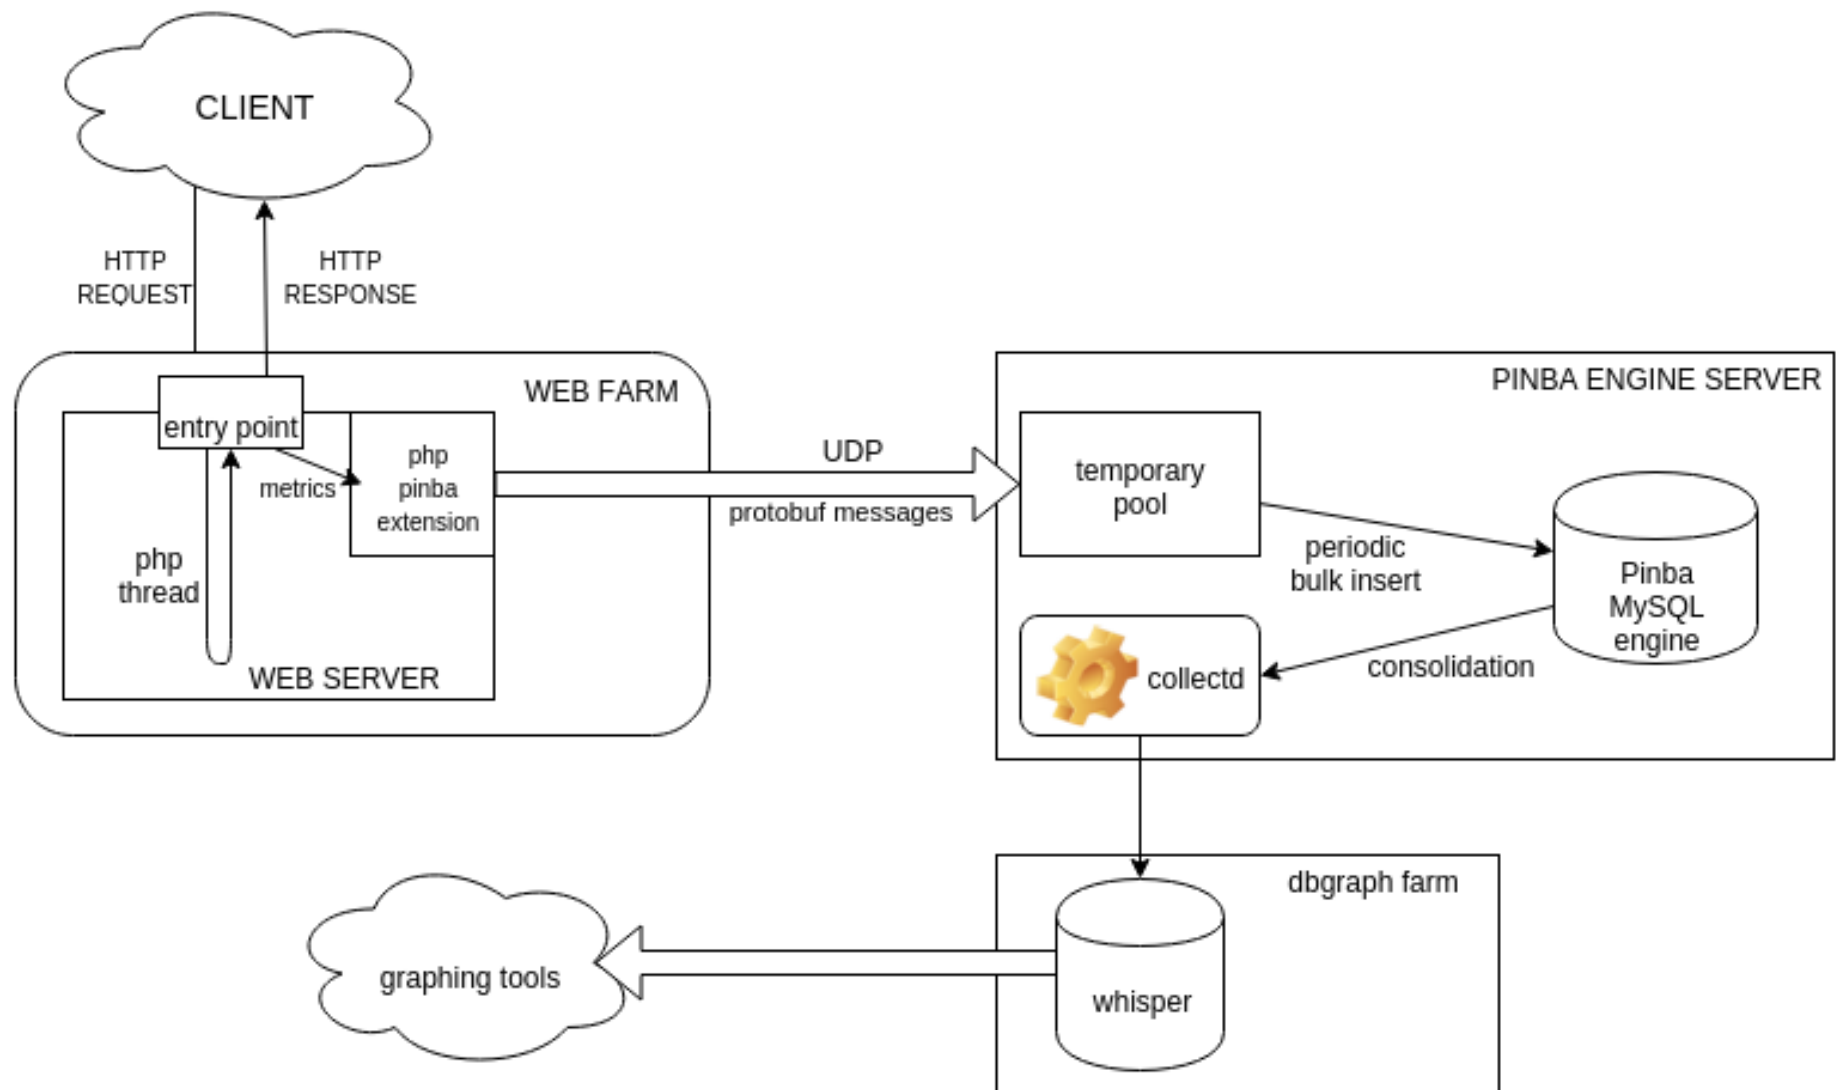 CLIENT
HTTP
REQUEST
HTTP
RESPONSE
WEB FARM
entry point
metrics
php
pinba
extension
php
thread
WEB SERVER
UDP
protobuf messages
PINBA ENGINE SERVER
temporary
pool
periodic
bulk insert
Pinba
MySQL
engine
consolidation
collectd
dbgraph farm
whisper
graphing tools